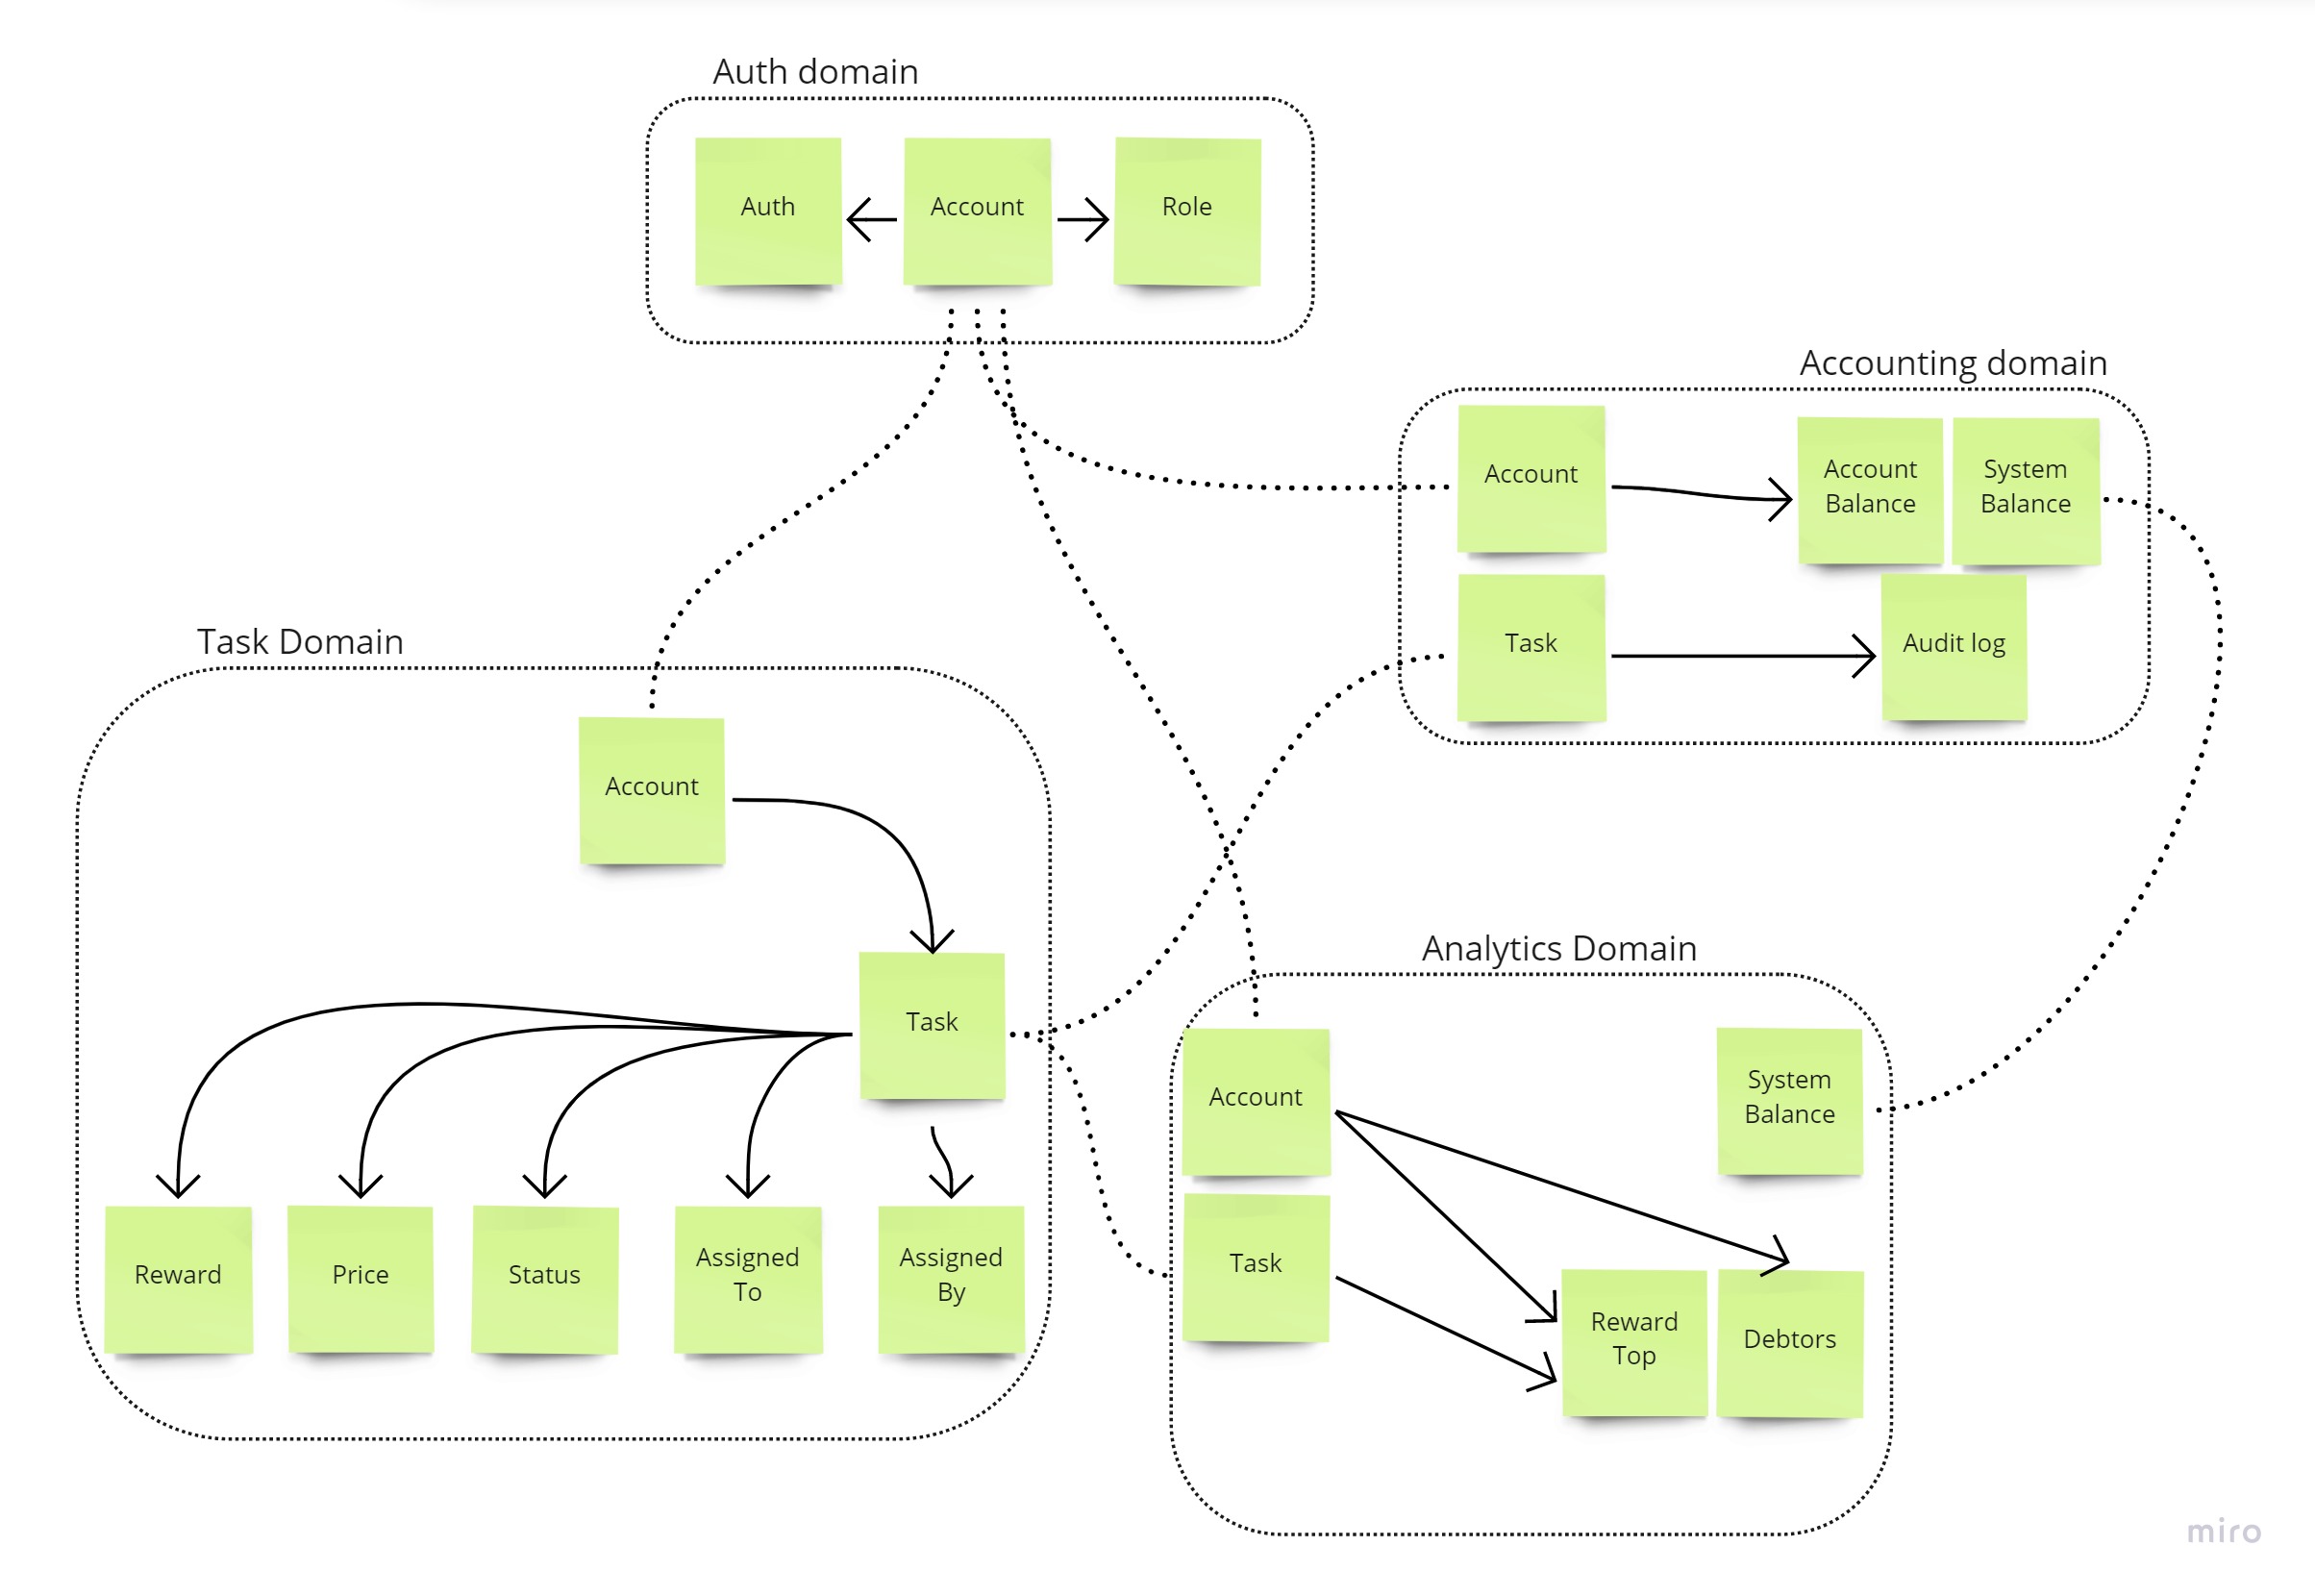 Auth domain
Auth
Account
Role
Accounting domain
Account
Account
Balance
System
Balance
Task
Audit log
Task Domain
Account
Task
Reward
Price
Status
Assigned
To
Assigned
By
Analytics Domain
Account
System
Balance
Task
Reward
Top
Debtors
miro